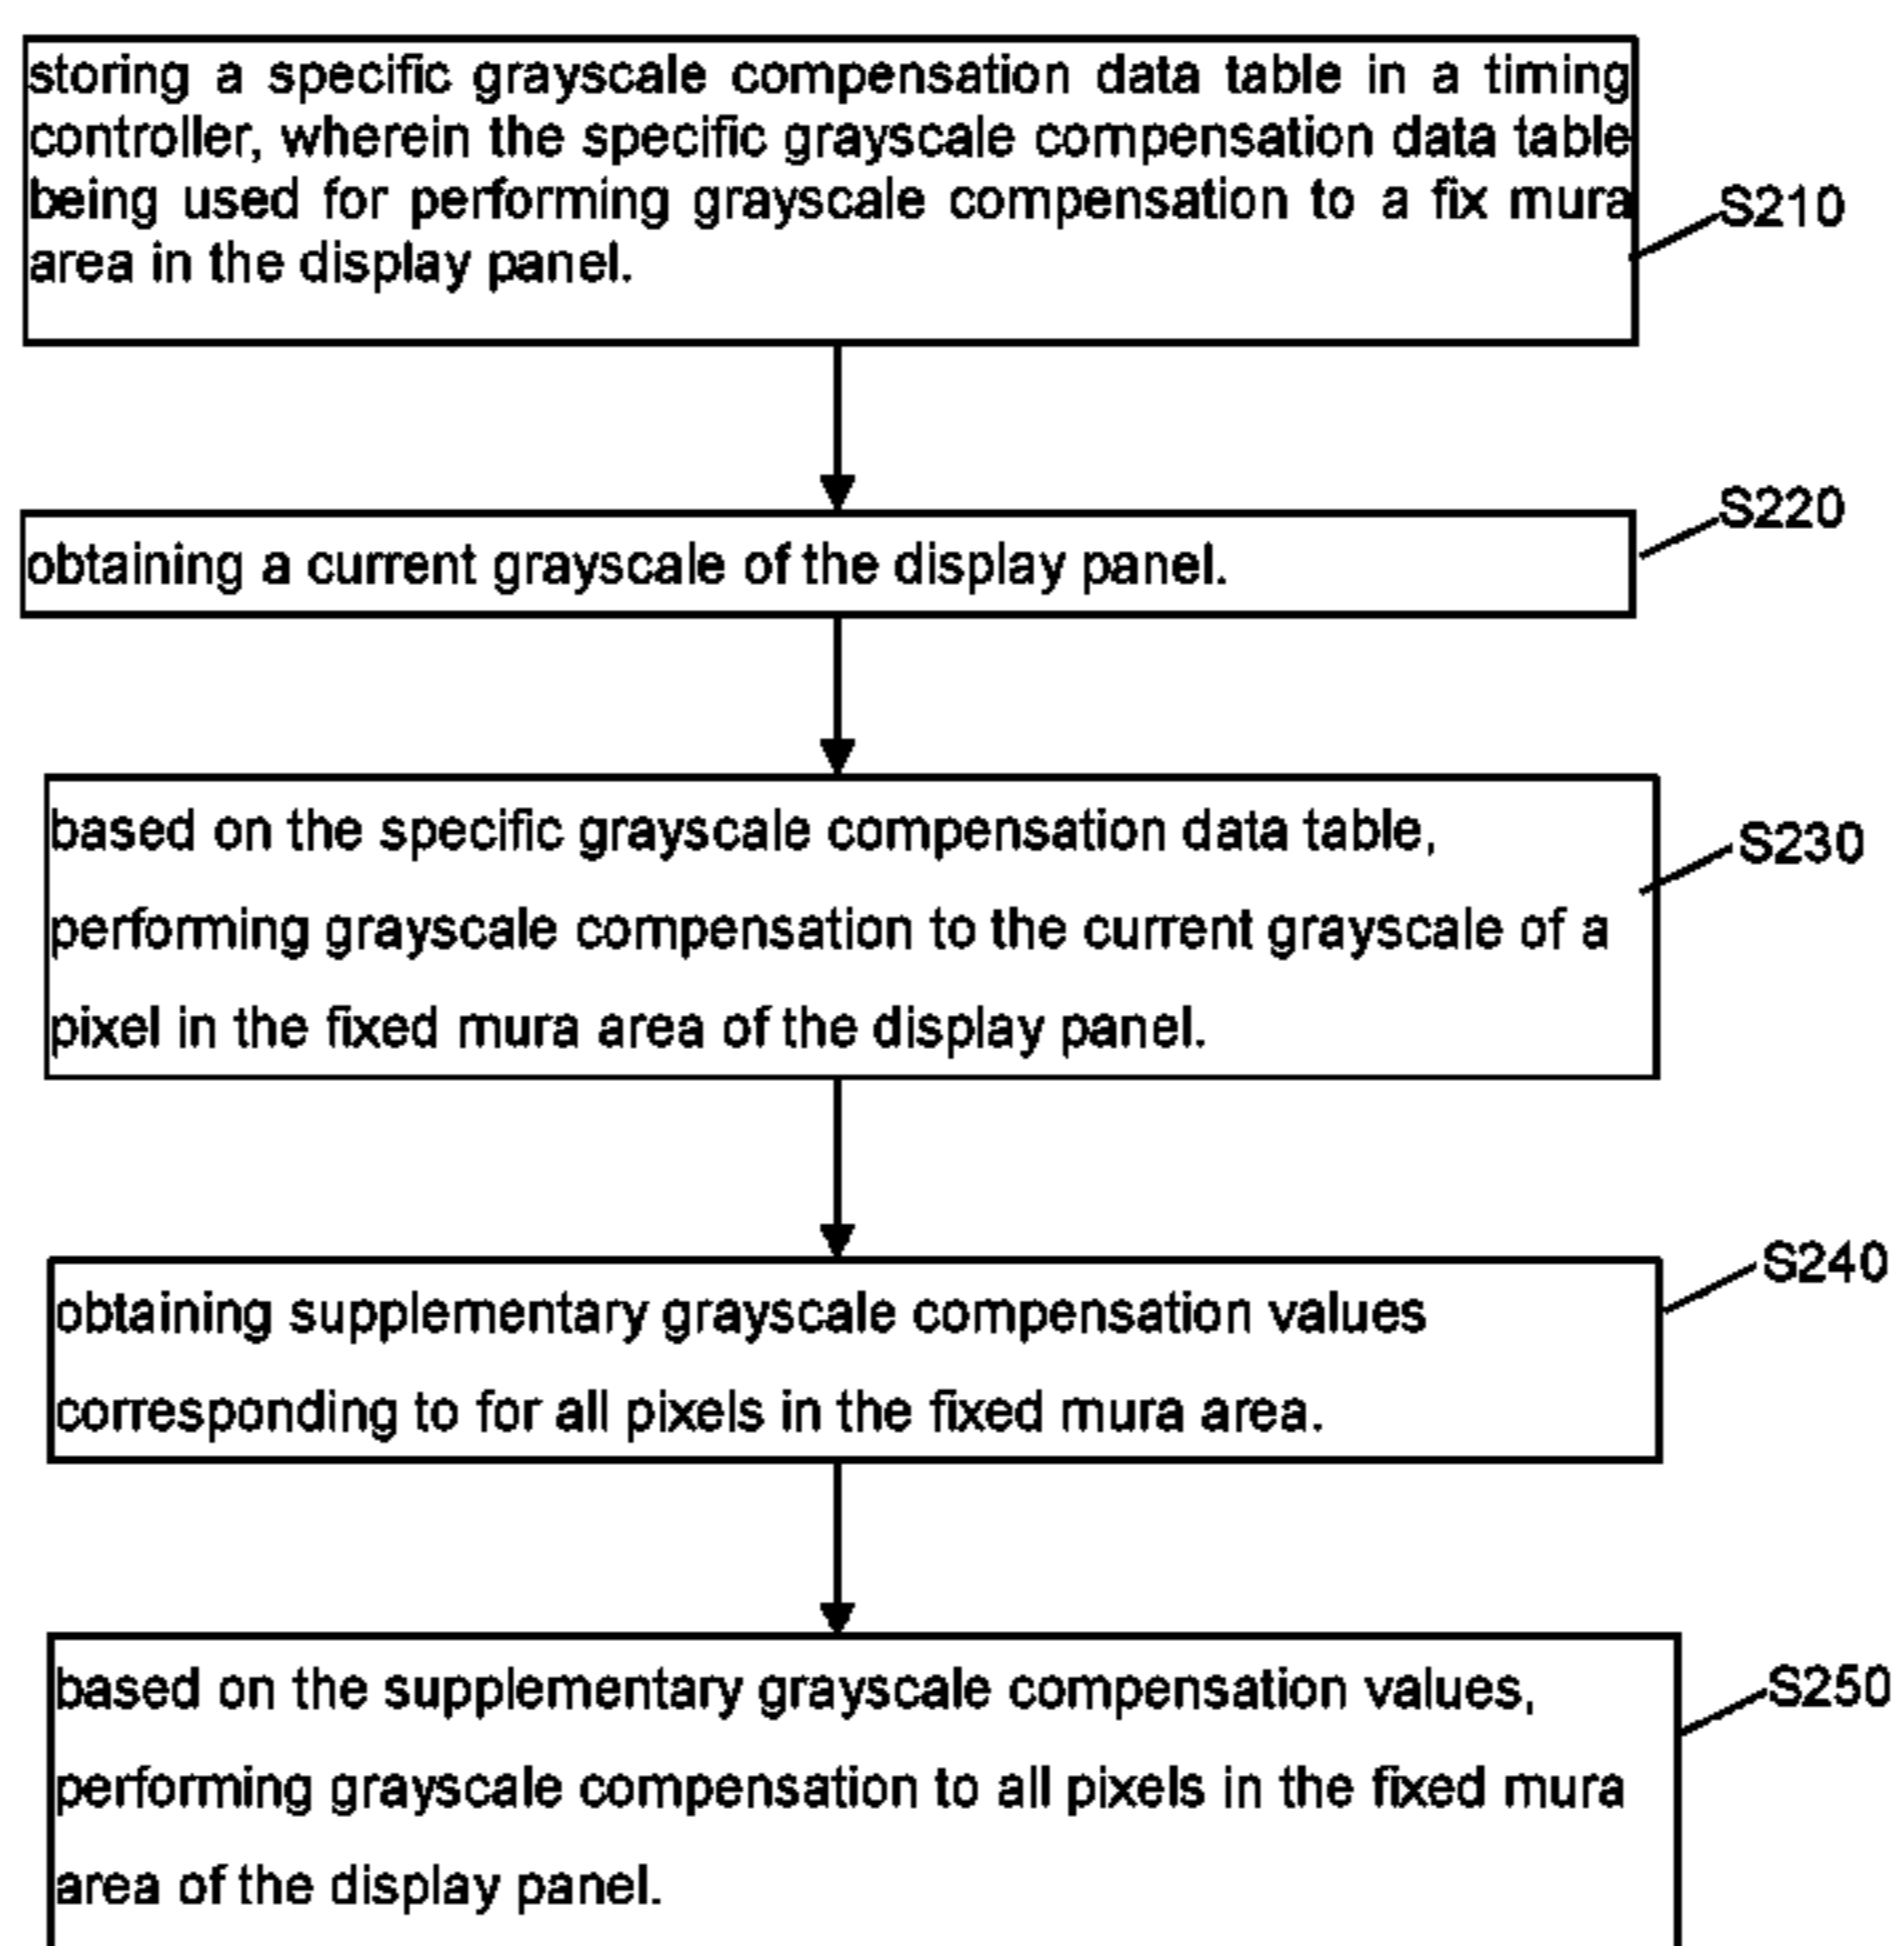 storing a specific grayscale compensation data table in a timing
controller, wherein the specific grayscale compensation data table
being used for performing grayscale compensation to a fix mura
area in the display panel.
S210
S220
obtaining a current grayscale of the display panel.
based on the specific grayscale compensation data table,
performing grayscale compensation to the current grayscale of a
pixel in the fixed mura area of the display panel.
S230
obtaining supplementary grayscale compensation values
corresponding to for all pixels in the fixed mura area.
S240
based on the supplementary grayscale compensation values,
performing grayscale compensation to all pixels in the fixed mura
area of the display panel.
S250